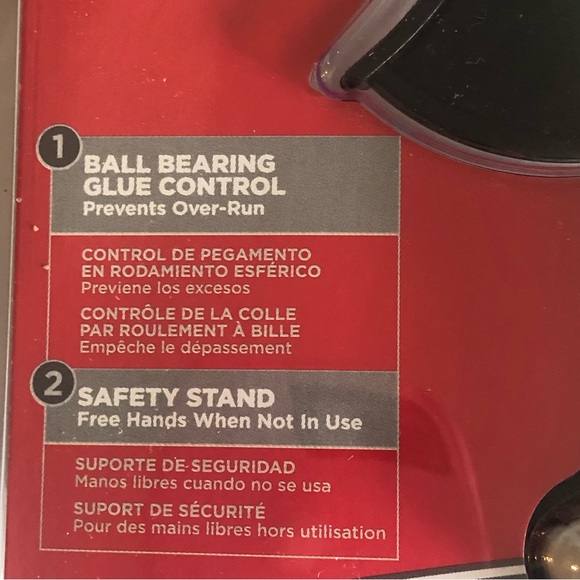 1
BALL BEARING
GLUE CONTROL
Prevents Over-Run
CONTROL DE PEGAMENTO
EN RODAMIENTO ESFÉRICO
Previene los excesos
CONTRÔLE DE LA COLLE
PAR ROULEMENT À BILLE
Empêche le dépassement
2
SAFETY STAND
Free Hands When Not In Use
SUPORTE DE SEGURIDAD
Manos libres cuando no se usa
SUPORT DE SÉCURITÉ
Pour des mains libres hors utilisation